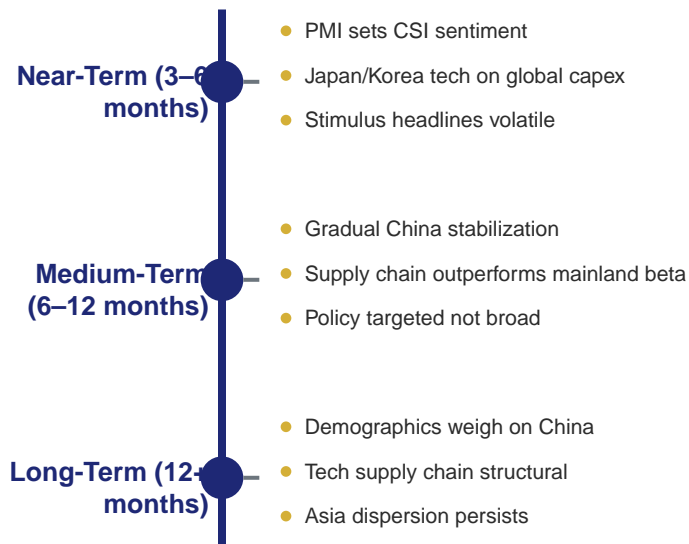 Near-Term (3–6
months)
PMI sets CSI sentiment
Japan/Korea tech on global capex
Stimulus headlines volatile
Medium-Term
(6–12 months)
Gradual China stabilization
Supply chain outperforms mainland beta
Policy targeted not broad
Long-Term (12+
months)
Demographics weigh on China
Tech supply chain structural
Asia dispersion persists